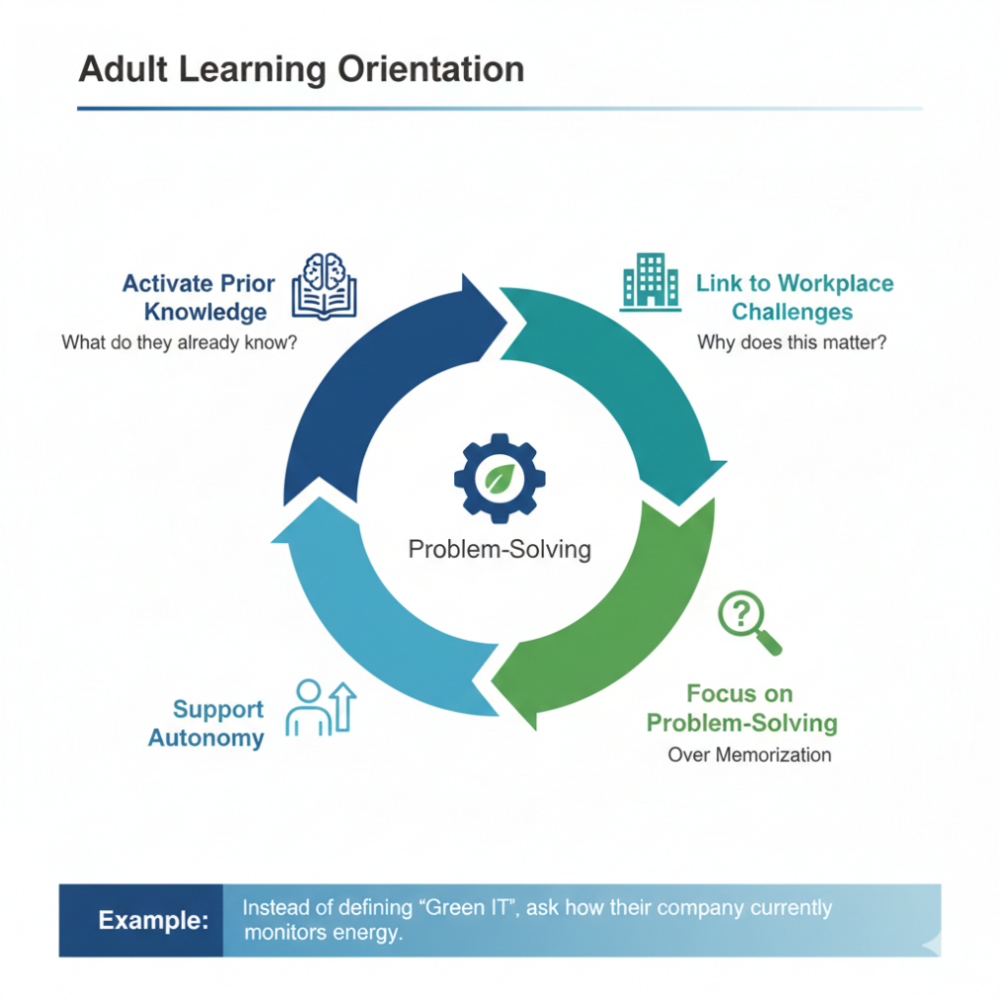 Adult Learning Orientation
Activate Prior
Knowledge
What do they already know?
Link to Workplace
Challenges
Why does this matter?
Problem-Solving
Support
Autonomy
?
Focus on
Problem-Solving
Over Memorization
Example:
Instead of defining “Green IT”, ask how their company currently
monitors energy.